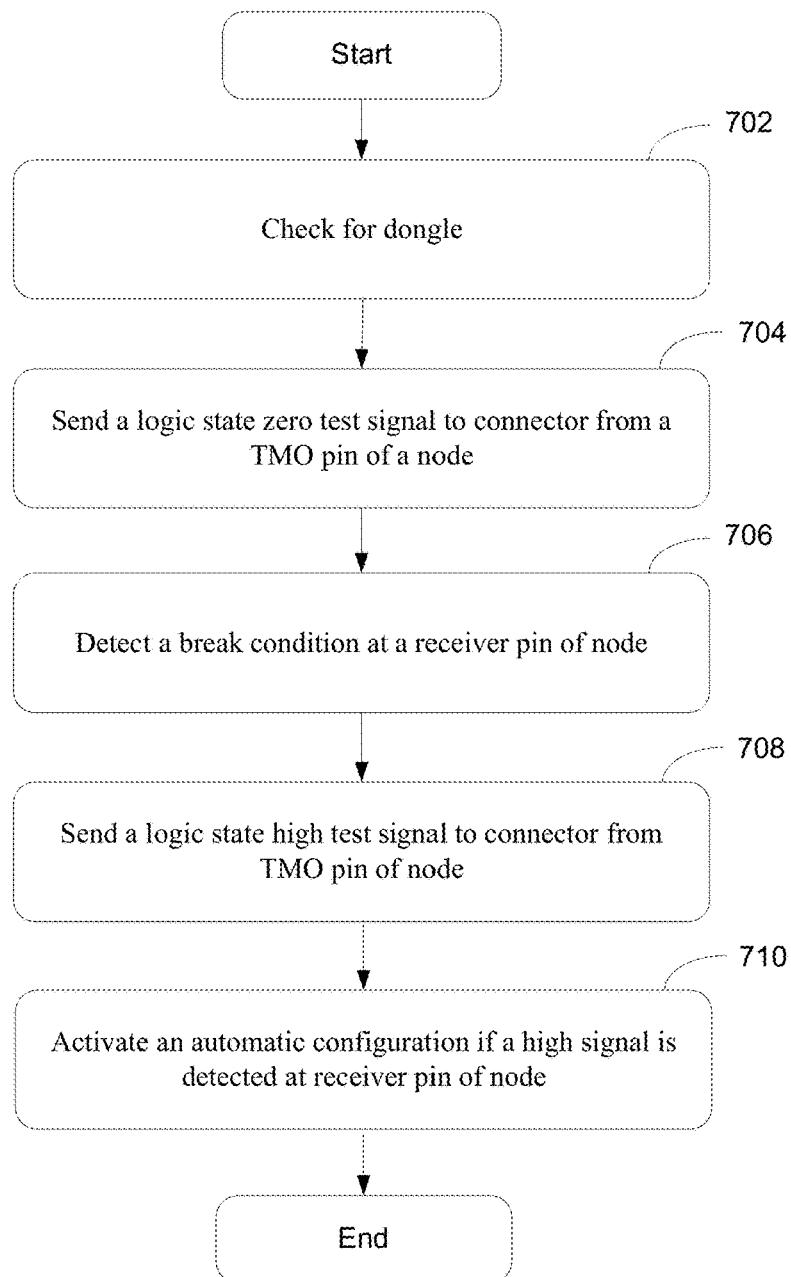 Start
702
Check for dongle
704
Send a logic state zero test signal to connector from a
TMO pin of a node
706
Detect a break condition at a receiver pin of node
708
Send a logic state high test signal to connector from
TMO pin of node
710
Activate an automatic configuration if a high signal is
detected at receiver pin of node
End